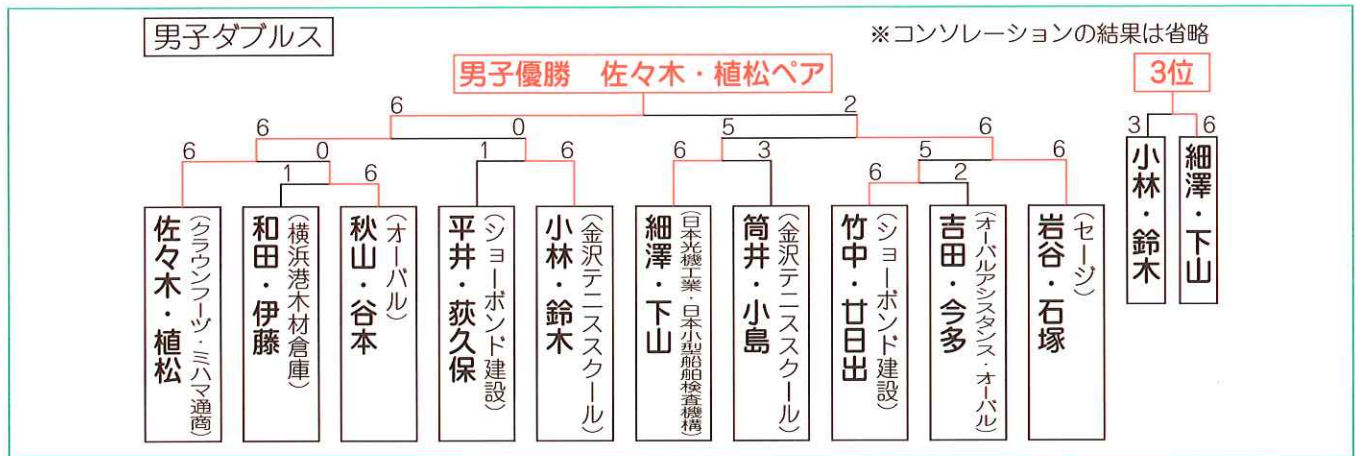 男子ダブルス
※コンソレーションの結果は省略
男子優勝　佐々木・植松ペア
3位
6
2
6
0
5
6
3
6
6
0
1
6
6
3
5
6
1
6
6
2
佐々木・植松
(クラウンフーヅ・ミハマ通商)
和田・伊藤
(横浜港木材倉庫)
秋山・谷本
(オーバル)
平井・荻久保
(ショーボンド建設)
小林・鈴木
(金沢テニススクール)
細澤・下山
(日本光機工業・日本小型船舶検査機構)
筒井・小島
(金沢テニススクール)
竹中・廿日出
(ショーボンド建設)
吉田・今多
(オーバルアシスタンス・オーバル)
岩谷・石塚
(セージ)
小林・鈴木
細澤・下山